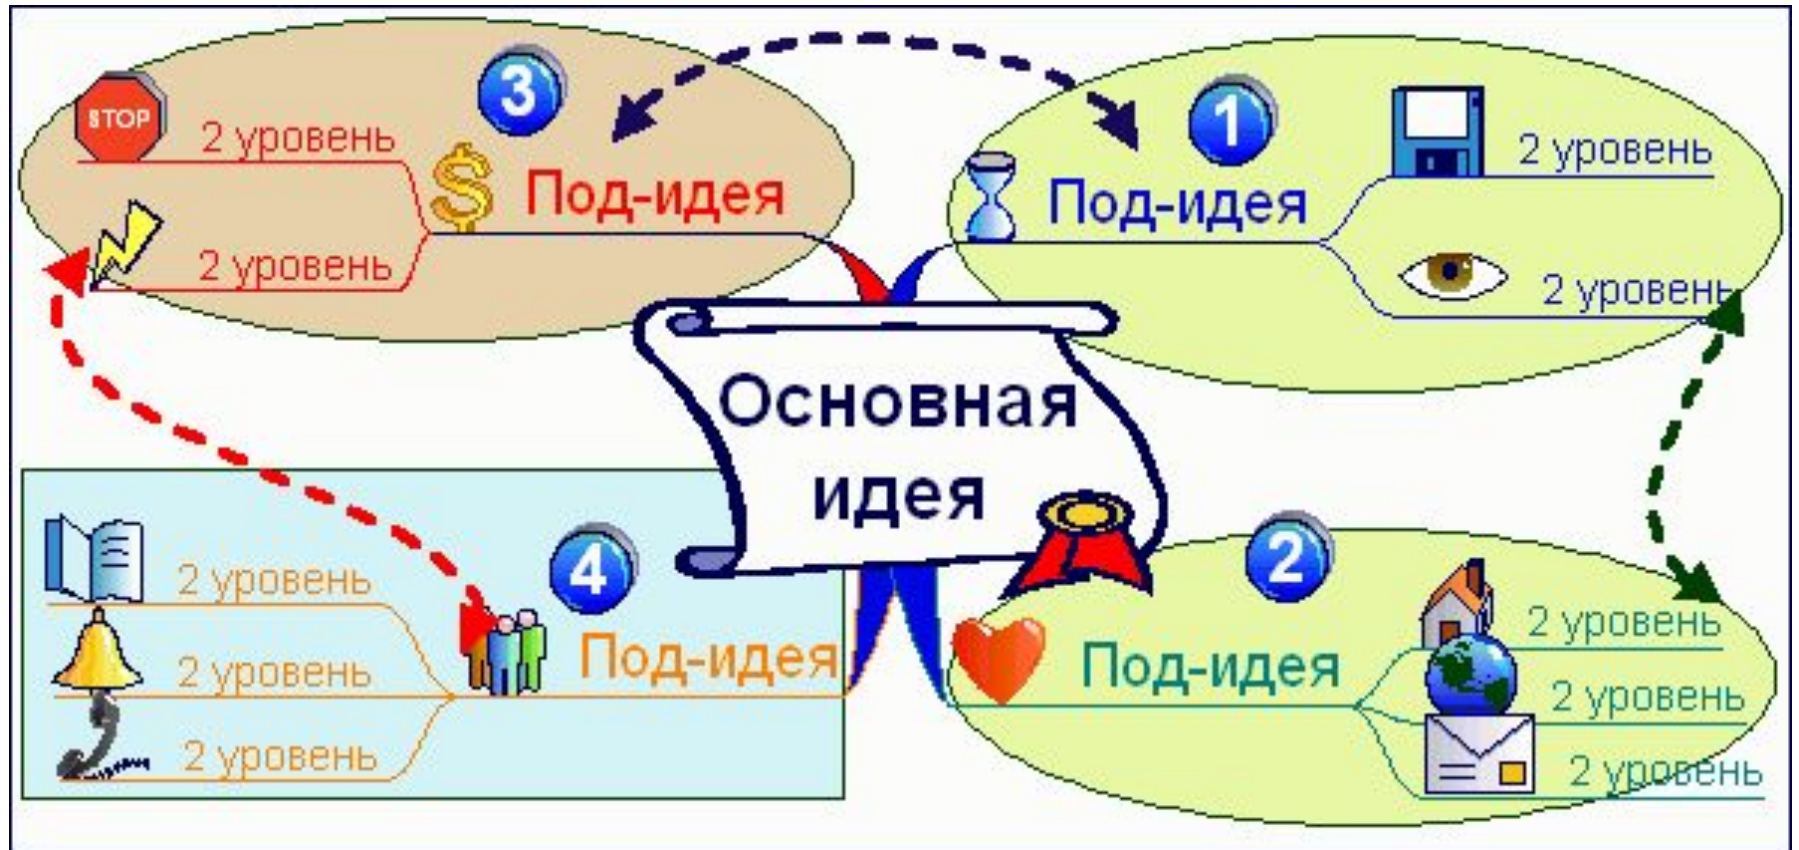 Основная
идея
1
Под-идея
2 уровень
2 уровень
2
Под-идея
2 уровень
2 уровень
2 уровень
3
Под-идея
STOP
2 уровень
2 уровень
4
Под-идея
2 уровень
2 уровень
2 уровень